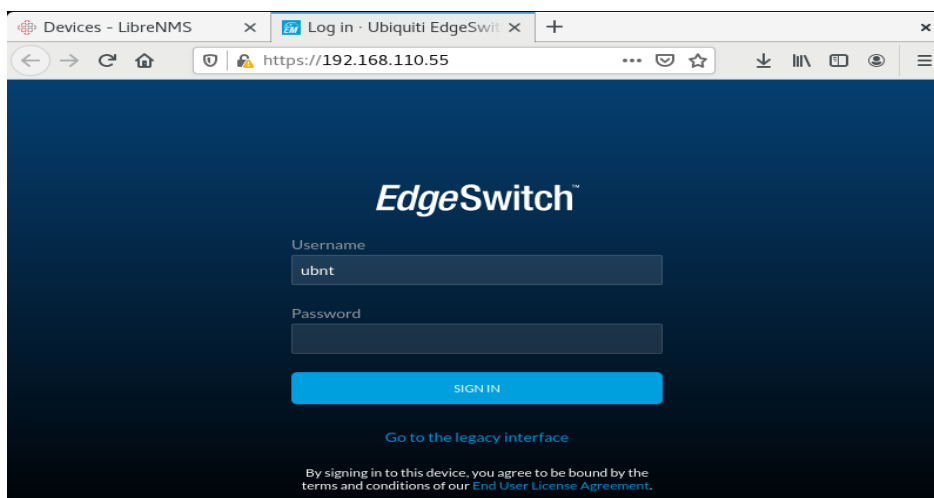 Devices - LibreNMS
Log in · Ubiquiti EdgeSwit
https://192.168.110.55
EdgeSwitch™
Username
ubnt
Password
SIGN IN
Go to the legacy interface
By signing in to this device, you agree to be bound by the
terms and conditions of our End User License Agreement.